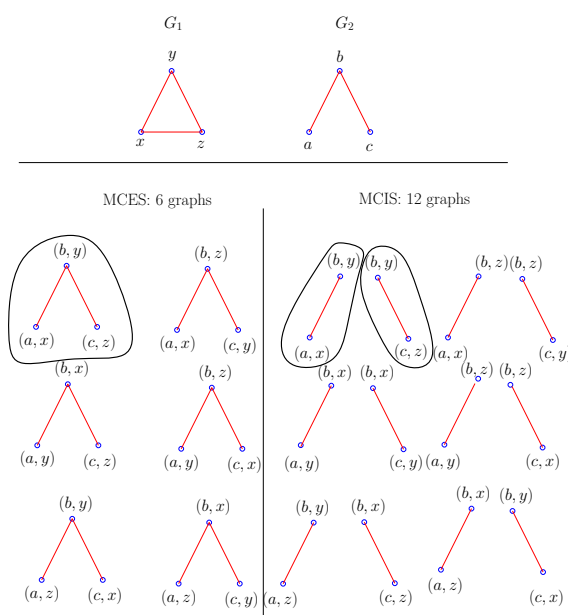 G₁ G₂
y b
x z a c
MCES: 6 graphs MCIS: 12 graphs
(b, y) (b, z) (b, y) (b, y) (b, z) (b, z)
(a, x) (c, z) (a, x) (c, y) (a, x) (c, z) (a, x) (c, y)
(b, x) (b, z) (b, x) (b, x) (b, z) (b, z)
(a, y) (c, z) (a, y) (c, x) (a, y) (c, y) (a, y) (c, x)
(b, y) (b, x) (b, y) (b, x) (b, x) (b, y)
(a, z) (c, x) (a, z) (c, y) (a, z) (c, z) (a, z) (c, x)